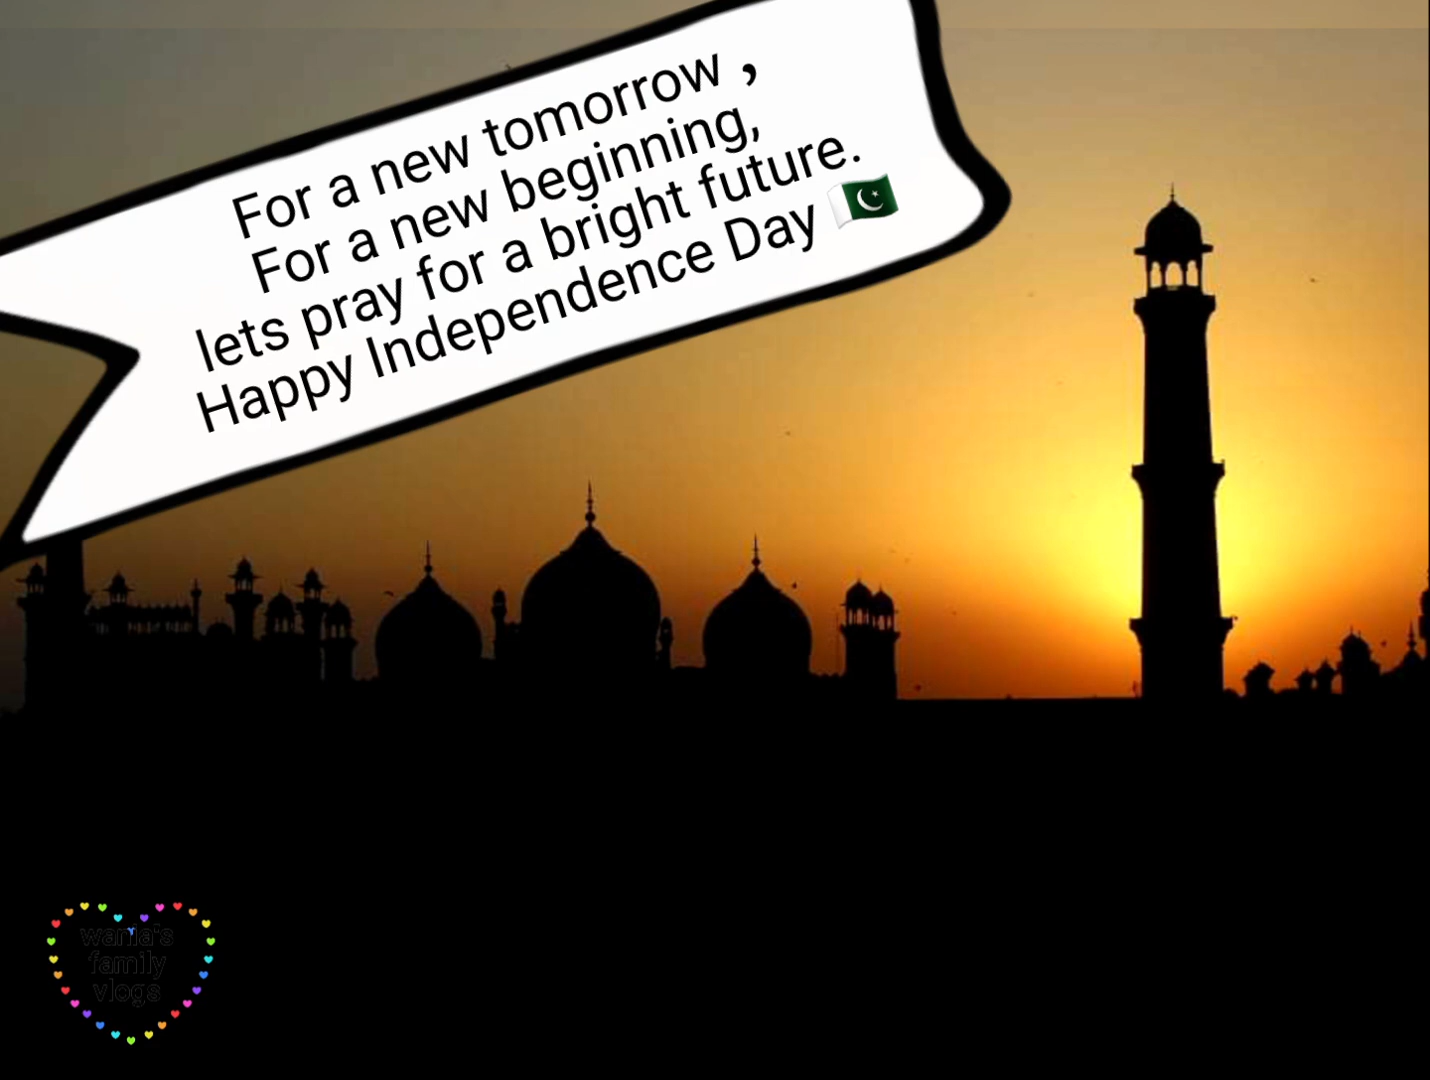 For a new tomorrow ,
For a new beginning,
lets pray for a bright future.
Happy Independence Day 🇵🇰
wania's
family
vlogs